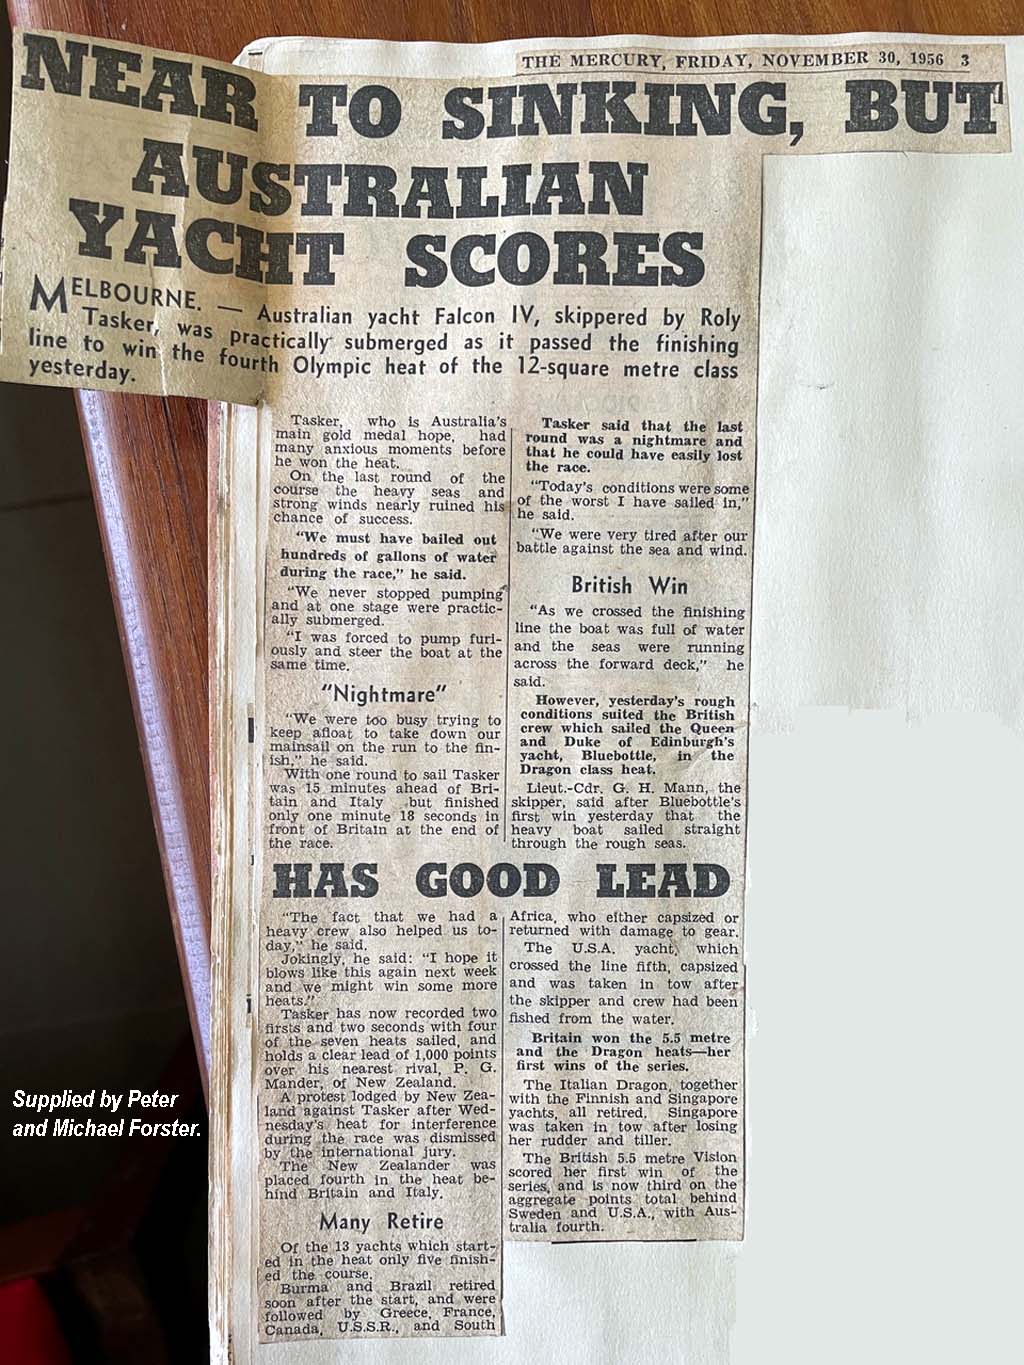 THE MERCURY, FRIDAY, NOVEMBER 30, 1956 3
NEAR TO SINKING, BUT
AUSTRALIAN
YACHT SCORES
MELBOURNE. — Australian yacht Falcon IV, skippered by Roly
Tasker, was practically submerged as it passed the finishing
line to win the fourth Olympic heat of the 12-square metre class
yesterday.
Tasker, who is Australia's
main gold medal hope, had
many anxious moments before
he won the heat.
On the last round of the
course the heavy seas and
strong winds nearly ruined his
chance of success.
"We must have bailed out
hundreds of gallons of water
during the race," he said.
"We never stopped pumping
and at one stage were practic-
ally submerged.
"I was forced to pump furi-
ously and steer the boat at the
same time.
"Nightmare"
"We were too busy trying to
keep afloat to take down our
mainsail on the run to the fin-
ish," he said.
With one round to sail Tasker
was 15 minutes ahead of Bri-
tain and Italy but finished
only one minute 18 seconds in
front of Britain at the end of
the race.
Tasker said that the last
round was a nightmare and
that he could have easily lost
the race.
"Today's conditions were some
of the worst I have sailed in,"
he said.
"We were very tired after our
battle against the sea and wind.
British Win
"As we crossed the finishing
line the boat was full of water
and the seas were running
across the forward deck," he
said.
However, yesterday's rough
conditions suited the British
crew which sailed the Queen
and Duke of Edinburgh's
yacht, Bluebottle, in the
Dragon class heat.
Lieut.-Cdr. G. H. Mann, the
skipper, said after Bluebottle's
first win yesterday that the
heavy boat sailed straight
through the rough seas.
HAS GOOD LEAD
"The fact that we had a
heavy crew also helped us to-
day," he said.
Jokingly, he said: "I hope it
blows like this again next week
and we might win some more
heats."
Tasker has now recorded two
firsts and two seconds with four
of the seven heats sailed, and
holds a clear lead of 1,000 points
over his nearest rival, P. G.
Mander, of New Zealand.
A protest lodged by New Zea-
land against Tasker after Wed-
nesday's heat for interference
during the race was dismissed
by the international jury.
The New Zealander was
placed fourth in the heat be-
hind Britain and Italy.
Many Retire
Of the 13 yachts which start-
ed in the heat only five finish-
ed the course.
Burma and Brazil retired
soon after the start, and were
followed by Greece, France,
Canada, U.S.S.R., and South
Africa, who either capsized or
returned with damage to gear.
The U.S.A. yacht, which
crossed the line fifth, capsized
and was taken in tow after
the skipper and crew had been
fished from the water.
Britain won the 5.5 metre
and the Dragon heats—her
first wins of the series.
The Italian Dragon, together
with the Finnish and Singapore
yachts, all retired. Singapore
was taken in tow after losing
her rudder and tiller.
The British 5.5 metre Vision
scored her first win of the
series, and is now third on the
aggregate points total behind
Sweden and U.S.A., with Aus-
tralia fourth.
Supplied by Peter
and Michael Forster.